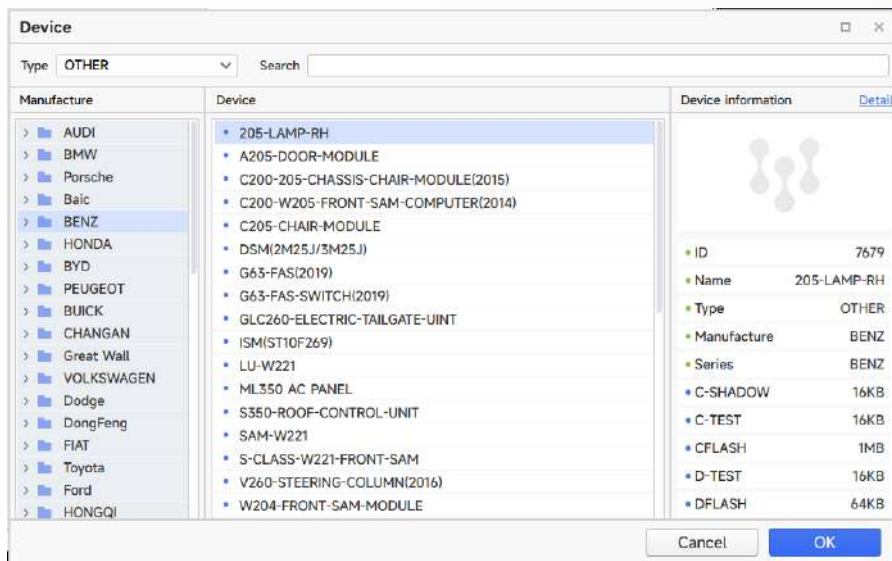 Device
Type OTHER Search
Manufacture
AUDI
BMW
Porsche
Baic
BENZ
HONDA
BYD
PEUGEOT
BUICK
CHANGAN
Great Wall
VOLKSWAGEN
Dodge
DongFeng
FIAT
Toyota
Ford
HONGQI
Device
205-LAMP-RH
A205-DOOR-MODULE
C200-205-CHASSIS-CHAIR-MODULE(2015)
C200-W205-FRONT-SAM-COMPUTER(2014)
C205-CHAIR-MODULE
DSM(2M25J/3M25J)
G63-FAS(2019)
G63-FAS-SWITCH(2019)
GLC260-ELECTRIC-TAILGATE-UINT
ISM(ST10F269)
LU-W221
ML350 AC PANEL
S350-ROOF-CONTROL-UNIT
SAM-W221
S-CLASS-W221-FRONT-SAM
V260-STEERING-COLUMN(2016)
W204-FRONT-SAM-MODULE
Device information Detail
ID 7679
Name 205-LAMP-RH
Type OTHER
Manufacture BENZ
Series BENZ
C-SHADOW 16KB
C-TEST 16KB
CFLASH 1MB
D-TEST 16KB
DFLASH 64KB
Cancel OK